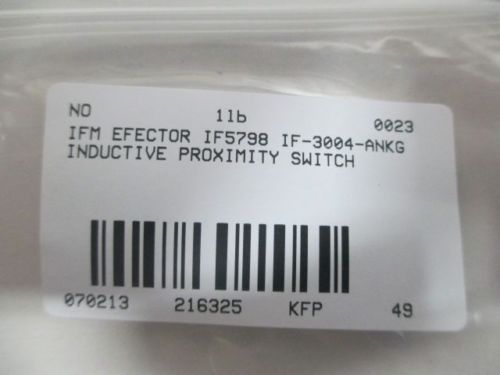 NO 1lb 0023
IFM EFECTOR IF5798 IF-3004-ANKG
INDUCTIVE PROXIMITY SWITCH
070213 216325 KFP 49